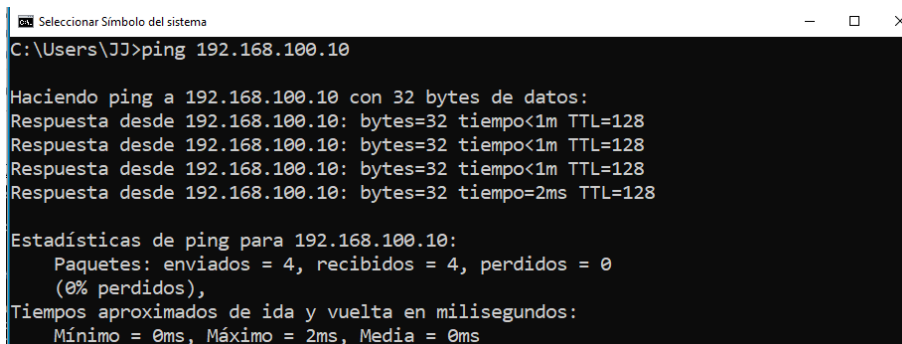 Seleccionar Símbolo del sistema
C:\Users\JJ>ping 192.168.100.10
Haciendo ping a 192.168.100.10 con 32 bytes de datos:
Respuesta desde 192.168.100.10: bytes=32 tiempo<1m TTL=128
Respuesta desde 192.168.100.10: bytes=32 tiempo<1m TTL=128
Respuesta desde 192.168.100.10: bytes=32 tiempo<1m TTL=128
Respuesta desde 192.168.100.10: bytes=32 tiempo=2ms TTL=128
Estadísticas de ping para 192.168.100.10:
    Paquetes: enviados = 4, recibidos = 4, perdidos = 0
    (0% perdidos),
Tiempos aproximados de ida y vuelta en milisegundos:
    Mínimo = 0ms, Máximo = 2ms, Media = 0ms